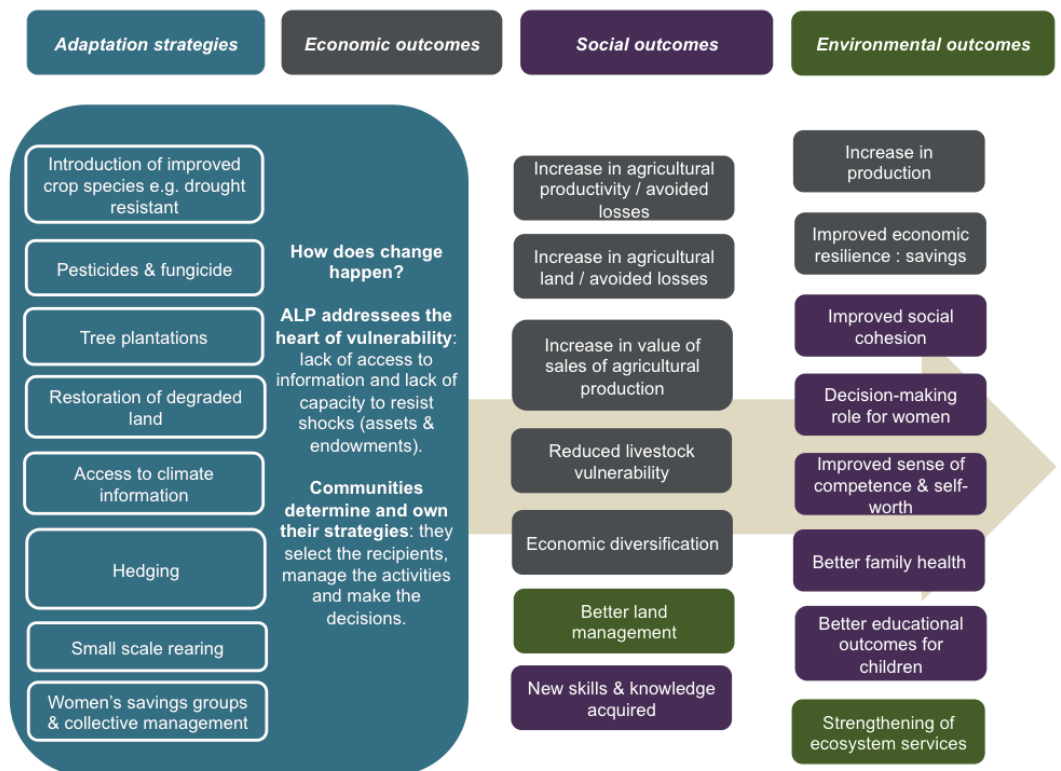 Adaptation strategies
Economic outcomes
Social outcomes
Environmental outcomes
Introduction of improved
crop species e.g. drought
resistant
Pesticides & fungicide
Tree plantations
Restoration of degraded
land
Access to climate
information
Hedging
Small scale rearing
Women's savings groups
& collective management
How does change
happen?
ALP addressees the
heart of vulnerability:
lack of access to
information and lack of
capacity to resist
shocks (assets &
endowments).
Communities
determine and own
their strategies: they
select the recipients,
manage the activities
and make the
decisions.
Increase in agricultural
productivity / avoided
losses
Increase in agricultural
land / avoided losses
Increase in value of
sales of agricultural
production
Reduced livestock
vulnerability
Economic diversification
Better land
management
New skills & knowledge
acquired
Increase in
production
Improved economic
resilience : savings
Improved social
cohesion
Decision-making
role for women
Improved sense of
competence & self-
worth
Better family health
Better educational
outcomes for
children
Strengthening of
ecosystem services